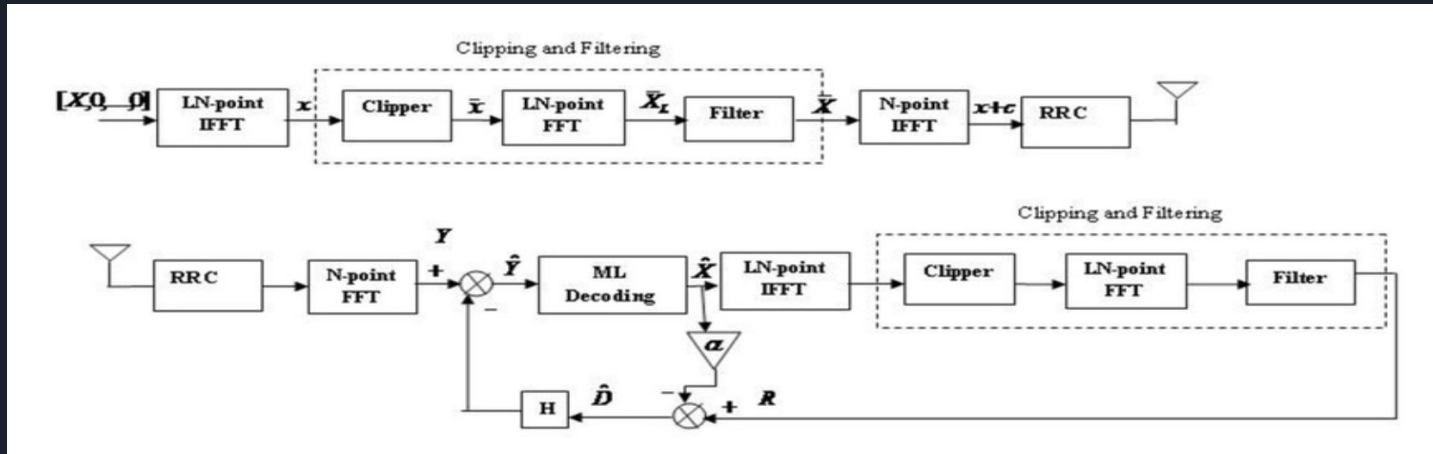 Clipping and Filtering
[X,0...,0]
LN-point
IFFT
x
Clipper
x̄
LN-point
FFT
X̄_L
Filter
X̄
N-point
IFFT
x+c
RRC
Clipping and Filtering
RRC
N-point
FFT
Y
+
−
Ŷ
ML
Decoding
X̂
LN-point
IFFT
Clipper
LN-point
FFT
Filter
α
−
+
R
D̂
H